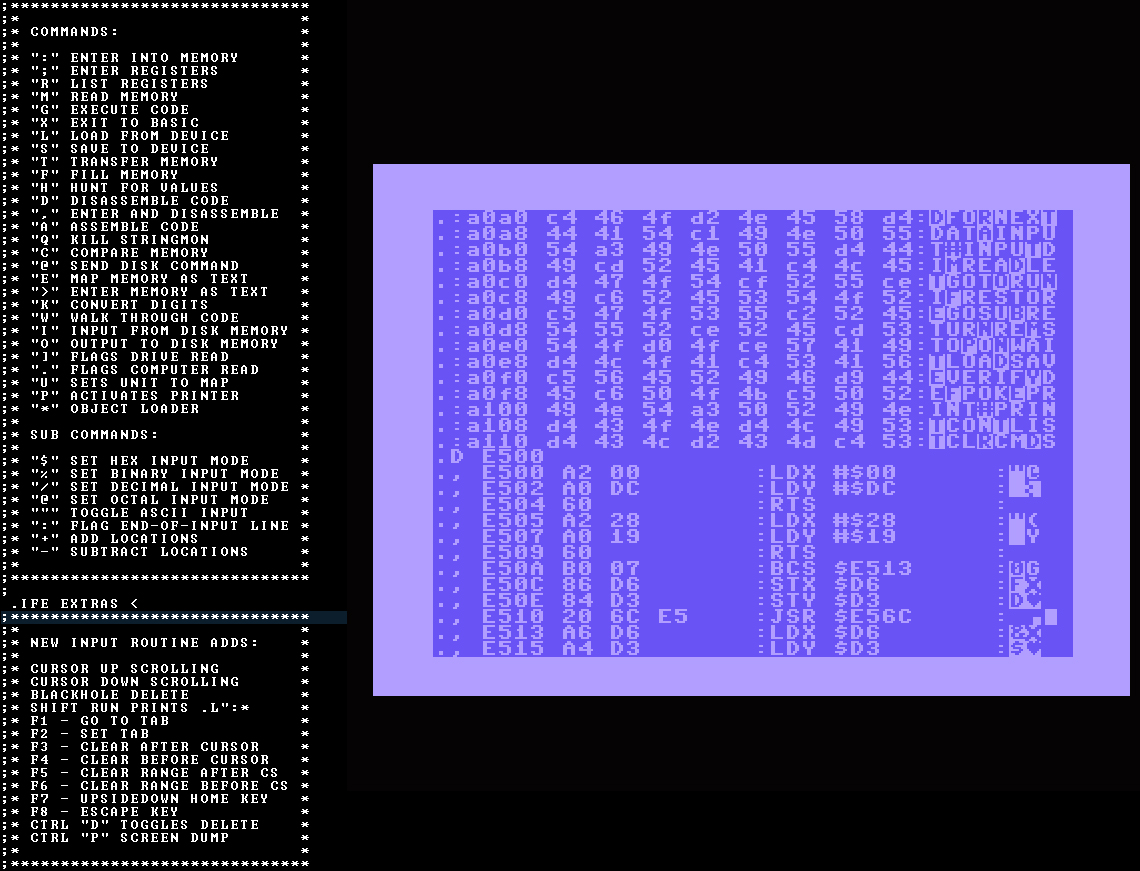 ;******************************
;*                            *
;* COMMANDS:                  *
;*                            *
;* ":" ENTER INTO MEMORY      *
;* ";" ENTER REGISTERS        *
;* "R" LIST REGISTERS         *
;* "M" READ MEMORY            *
;* "G" EXECUTE CODE           *
;* "X" EXIT TO BASIC          *
;* "L" LOAD FROM DEVICE       *
;* "S" SAVE TO DEVICE         *
;* "T" TRANSFER MEMORY        *
;* "F" FILL MEMORY            *
;* "H" HUNT FOR VALUES        *
;* "D" DISASSEMBLE CODE       *
;* "," ENTER AND DISASSEMBLE  *
;* "A" ASSEMBLE CODE          *
;* "Q" KILL STRINGMON         *
;* "C" COMPARE MEMORY         *
;* "@" SEND DISK COMMAND      *
;* "E" MAP MEMORY AS TEXT     *
;* ">" ENTER MEMORY AS TEXT   *
;* "K" CONVERT DIGITS         *
;* "W" WALK THROUGH CODE      *
;* "I" INPUT FROM DISK MEMORY *
;* "O" OUTPUT TO DISK MEMORY  *
;* "]" FLAGS DRIVE READ       *
;* "." FLAGS COMPUTER READ    *
;* "U" SETS UNIT TO MAP       *
;* "P" ACTIVATES PRINTER      *
;* "*" OBJECT LOADER          *
;*                            *
;* SUB COMMANDS:              *
;*                            *
;* "$" SET HEX INPUT MODE     *
;* "%" SET BINARY INPUT MODE  *
;* "/" SET DECIMAL INPUT MODE *
;* "@" SET OCTAL INPUT MODE   *
;* """ TOGGLE ASCII INPUT     *
;* ":" FLAG END-OF-INPUT LINE *
;* "+" ADD LOCATIONS          *
;* "-" SUBTRACT LOCATIONS     *
;*                            *
;******************************
;
.IFE EXTRAS <
;******************************
;*                            *
;* NEW INPUT ROUTINE ADDS:    *
;*                            *
;* CURSOR UP SCROLLING        *
;* CURSOR DOWN SCROLLING      *
;* BLACKHOLE DELETE           *
;* SHIFT RUN PRINTS .L":*     *
;* F1 - GO TO TAB             *
;* F2 - SET TAB               *
;* F3 - CLEAR AFTER CURSOR    *
;* F4 - CLEAR BEFORE CURSOR   *
;* F5 - CLEAR RANGE AFTER CS  *
;* F6 - CLEAR RANGE BEFORE CS *
;* F7 - UPSIDEDOWN HOME KEY   *
;* F8 - ESCAPE KEY            *
;* CTRL "D" TOGGLES DELETE    *
;* CTRL "P" SCREEN DUMP       *
;*                            *
;******************************
.:a0a0 c4 46 4f d2 4e 45 58 d4:DFORNEXT
.:a0a8 44 41 54 c1 49 4e 50 55:DATAINPU
.:a0b0 54 a3 49 4e 50 55 d4 44:T#INPUTD
.:a0b8 49 cd 52 45 41 c4 4c 45:IMREADLE
.:a0c0 d4 47 4f 54 cf 52 55 ce:TGOTORUN
.:a0c8 49 c6 52 45 53 54 4f 52:IFRESTOR
.:a0d0 c5 47 4f 53 55 c2 52 45:EGOSUBRE
.:a0d8 54 55 52 ce 52 45 cd 53:TURNREMS
.:a0e0 54 4f d0 4f ce 57 41 49:TOPONWAI
.:a0e8 d4 4c 4f 41 c4 53 41 56:TLOADSAV
.:a0f0 c5 56 45 52 49 46 d9 44:EVERIFYD
.:a0f8 45 c6 50 4f 4b c5 50 52:EFPOKEPR
.:a100 49 4e 54 a3 50 52 49 4e:INT#PRIN
.:a108 d4 43 4f 4e d4 4c 49 53:TCONTLIS
.:a110 d4 43 4c d2 43 4d c4 53:TCLRCMDS
.D E500
., E500 A2 00 :LDX #$00 :
., E502 A0 DC :LDY #$DC :
., E504 60 :RTS :
., E505 A2 28 :LDX #$28 : (
., E507 A0 19 :LDY #$19 : Y
., E509 60 :RTS :
., E50A B0 07 :BCS $E513 :0G
., E50C 86 D6 :STX $D6 :F
., E50E 84 D3 :STY $D3 :D
., E510 20 6C E5 :JSR $E56C :
., E513 A6 D6 :LDX $D6 :
., E515 A4 D3 :LDY $D3 :$